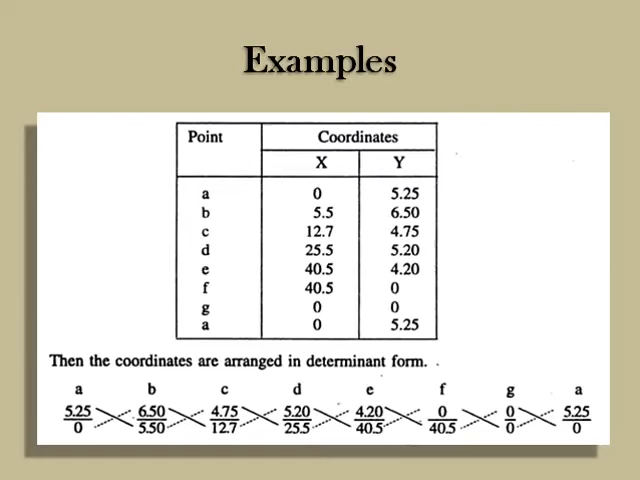 Examples
Point Coordinates
X Y
a 0 5.25
b 5.5 6.50
c 12.7 4.75
d 25.5 5.20
e 40.5 4.20
f 40.5 0
g 0 0
a 0 5.25
Then the coordinates are arranged in determinant form.
a b c d e f g a
5.25 6.50 4.75 5.20 4.20 0 0 5.25
0 5.50 12.7 25.5 40.5 40.5 0 0